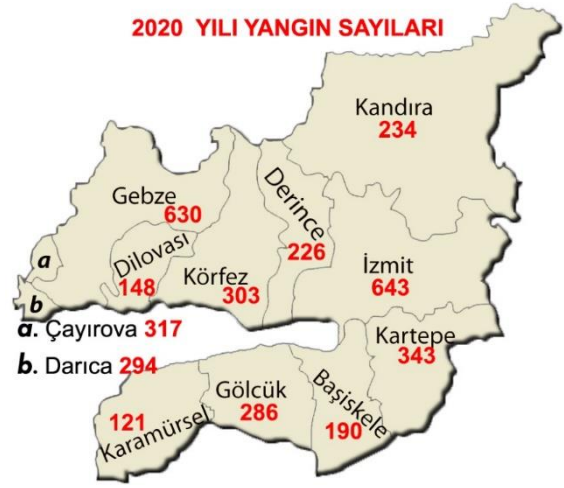 2020 YILI YANGIN SAYILARI
Kandıra
234
Gebze
630
Derince
226
Dilovası
148
Körfez
303
İzmit
643
a
b
a. Çayırova 317
b. Darıca 294
Kartepe
343
Gölcük
286
Başiskele
190
121
Karamürsel